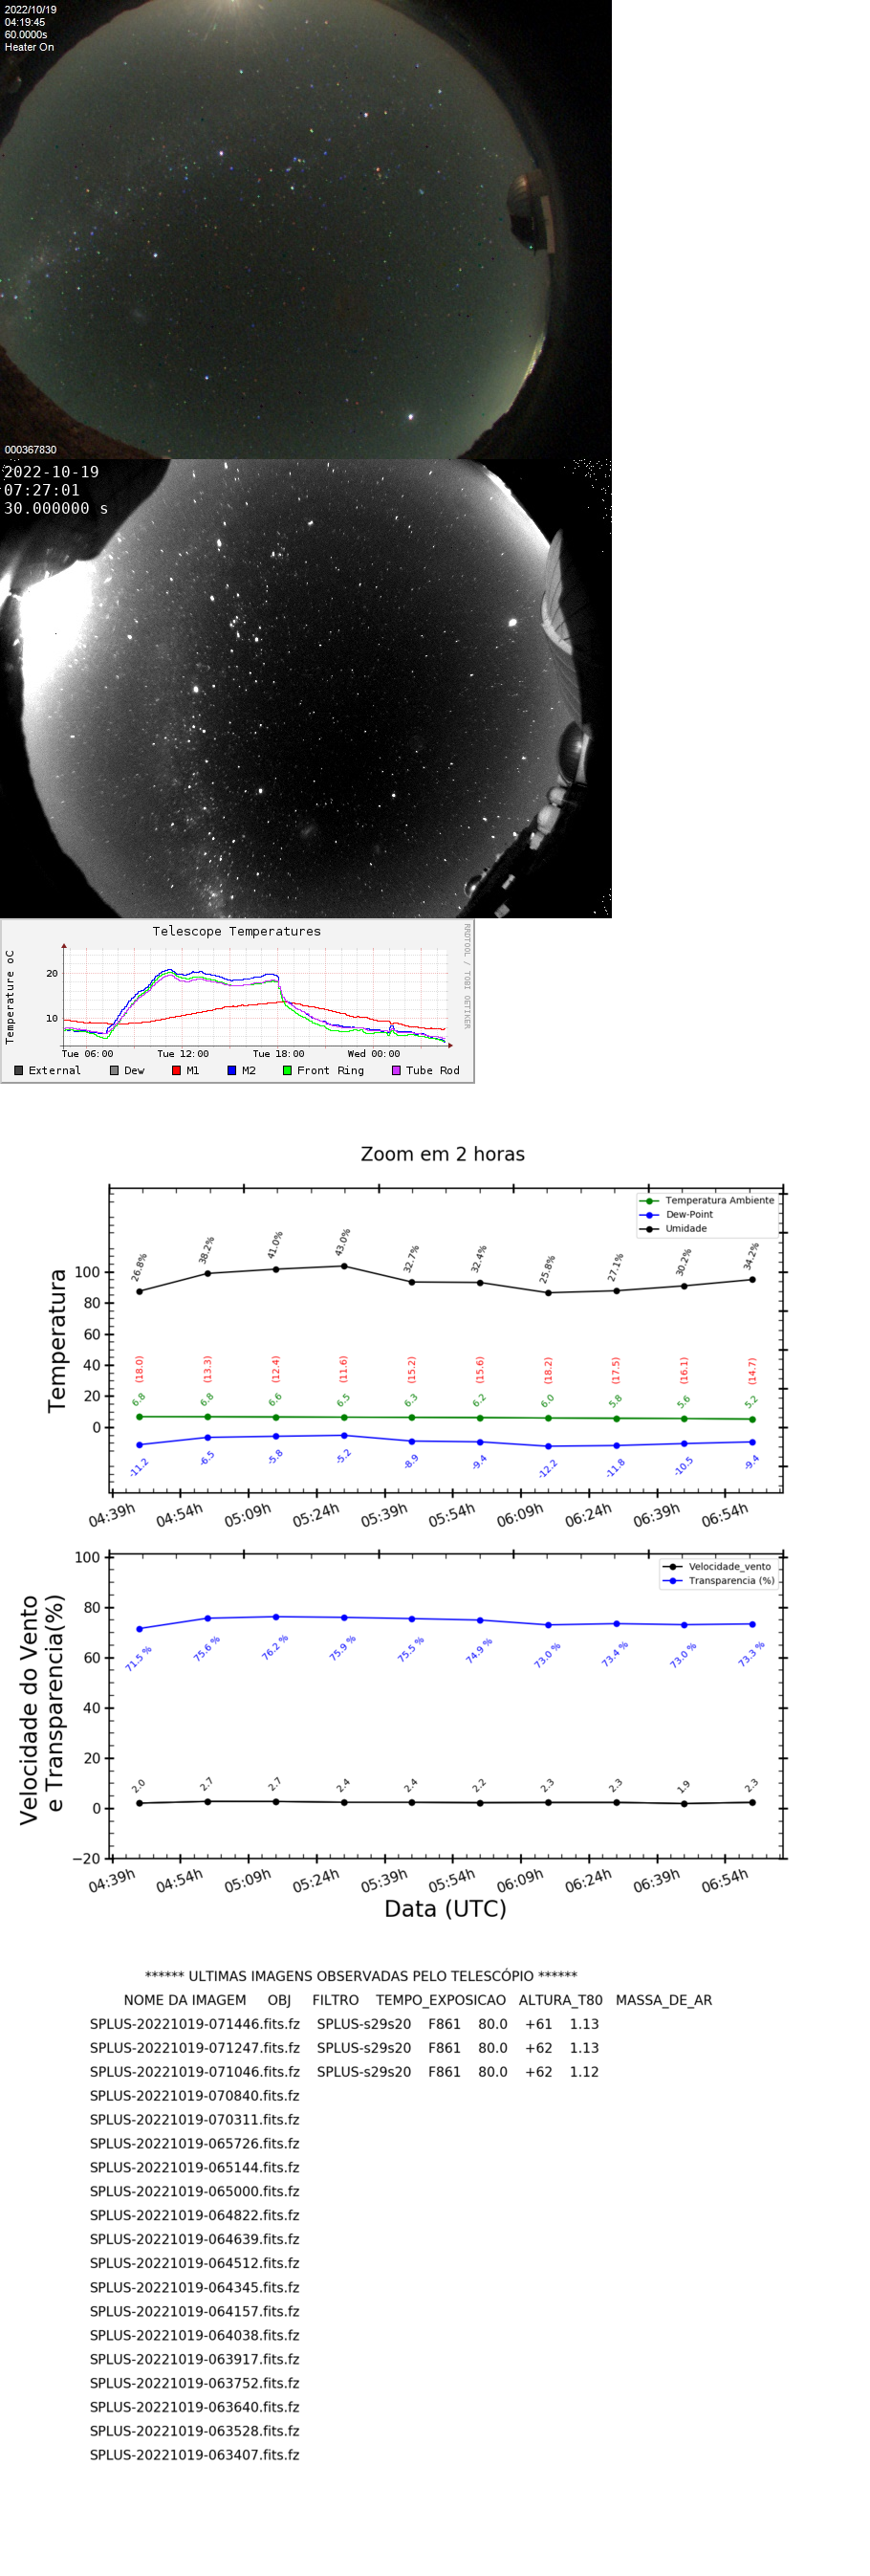 2022/10/19
04:19:45
60.0000s
Heater On
000367830
2022-10-19
07:27:01
30.000000 s
Telescope Temperatures
RRDTOOL / TOBI OETIKER
Temperature oC
20
10
Tue 06:00 Tue 12:00 Tue 18:00 Wed 00:00
External Dew M1 M2 Front Ring Tube Rod
Zoom em 2 horas
Temperatura Ambiente
Dew-Point
Umidade
Temperatura
100
80
60
40
20
0
26.8% 38.2% 41.0% 43.0% 32.7% 32.4% 25.8% 27.1% 30.2% 34.2%
(18.0) (13.3) (12.4) (11.6) (15.2) (15.6) (18.2) (17.5) (16.1) (14.7)
6.8 6.8 6.6 6.5 6.3 6.2 6.0 5.8 5.6 5.2
-11.2 -6.5 -5.8 -5.2 -8.9 -9.4 -12.2 -11.8 -10.5 -9.4
04:39h 04:54h 05:09h 05:24h 05:39h 05:54h 06:09h 06:24h 06:39h 06:54h
Velocidade_vento
Transparencia (%)
Velocidade do Vento
e Transparencia(%)
100
80
60
40
20
0
−20
71.5 % 75.6 % 76.2 % 75.9 % 75.5 % 74.9 % 73.0 % 73.4 % 73.0 % 73.3 %
2.0 2.7 2.7 2.4 2.4 2.2 2.3 2.3 1.9 2.3
04:39h 04:54h 05:09h 05:24h 05:39h 05:54h 06:09h 06:24h 06:39h 06:54h
Data (UTC)
****** ULTIMAS IMAGENS OBSERVADAS PELO TELESCÓPIO ******
NOME DA IMAGEM OBJ FILTRO TEMPO_EXPOSICAO ALTURA_T80 MASSA_DE_AR
SPLUS-20221019-071446.fits.fz SPLUS-s29s20 F861 80.0 +61 1.13
SPLUS-20221019-071247.fits.fz SPLUS-s29s20 F861 80.0 +62 1.13
SPLUS-20221019-071046.fits.fz SPLUS-s29s20 F861 80.0 +62 1.12
SPLUS-20221019-070840.fits.fz
SPLUS-20221019-070311.fits.fz
SPLUS-20221019-065726.fits.fz
SPLUS-20221019-065144.fits.fz
SPLUS-20221019-065000.fits.fz
SPLUS-20221019-064822.fits.fz
SPLUS-20221019-064639.fits.fz
SPLUS-20221019-064512.fits.fz
SPLUS-20221019-064345.fits.fz
SPLUS-20221019-064157.fits.fz
SPLUS-20221019-064038.fits.fz
SPLUS-20221019-063917.fits.fz
SPLUS-20221019-063752.fits.fz
SPLUS-20221019-063640.fits.fz
SPLUS-20221019-063528.fits.fz
SPLUS-20221019-063407.fits.fz